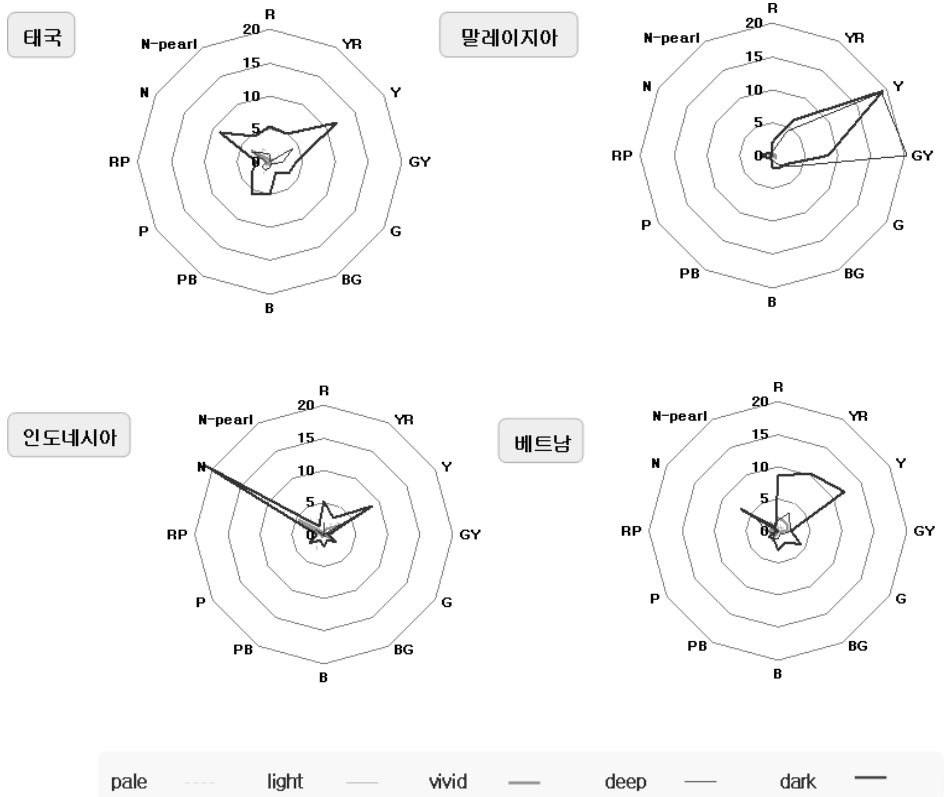 태국
R
YR
Y
GY
G
BG
B
PB
P
RP
N
N-pearl
20
15
10
5
0
말레이지아
R
YR
Y
GY
G
BG
B
PB
P
RP
N
N-pearl
20
15
10
5
0
인도네시아
R
YR
Y
GY
G
BG
B
PB
P
RP
N
N-pearl
20
15
10
5
0
베트남
R
YR
Y
GY
G
BG
B
PB
P
RP
N
N-pearl
20
15
10
5
0
pale light vivid deep dark